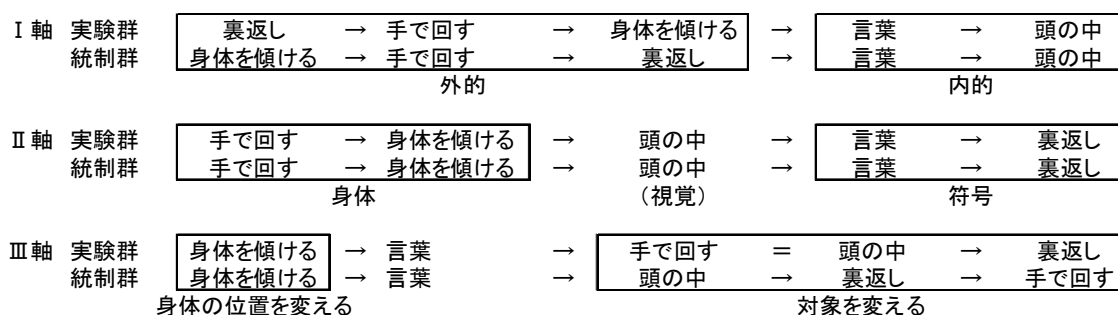 Ⅰ軸 実験群 裏返し → 手で回す → 身体を傾ける → 言葉 → 頭の中
統制群 身体を傾ける → 手で回す → 裏返し → 言葉 → 頭の中
外的 内的
Ⅱ軸 実験群 手で回す → 身体を傾ける → 頭の中 → 言葉 → 裏返し
統制群 手で回す → 身体を傾ける → 頭の中 → 言葉 → 裏返し
身体 （視覚） 符号
Ⅲ軸 実験群 身体を傾ける → 言葉 → 手で回す ＝ 頭の中 → 裏返し
統制群 身体を傾ける → 言葉 → 頭の中 → 裏返し → 手で回す
身体の位置を変える 対象を変える